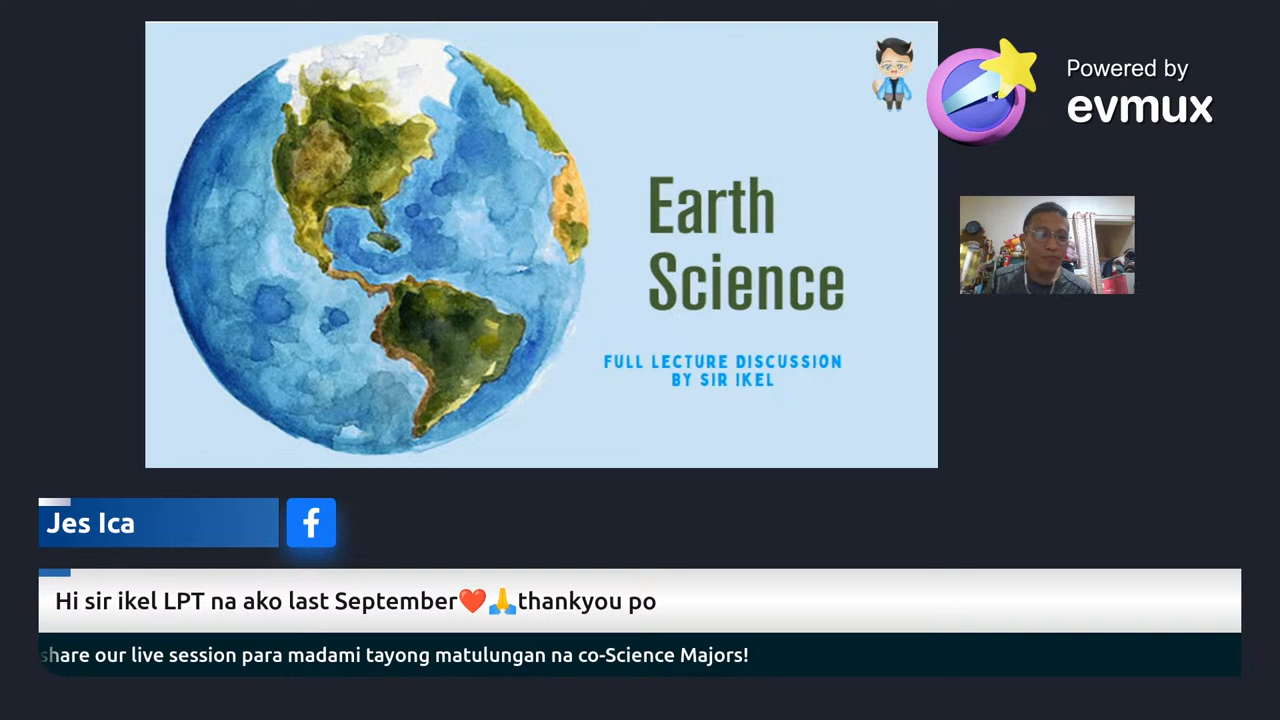 Powered by
evmux
Earth
Science
FULL LECTURE DISCUSSION
BY SIR IKEL
Jes Ica
Hi sir ikel LPT na ako last September❤️🙏thankyou po
share our live session para madami tayong matulungan na co-Science Majors!